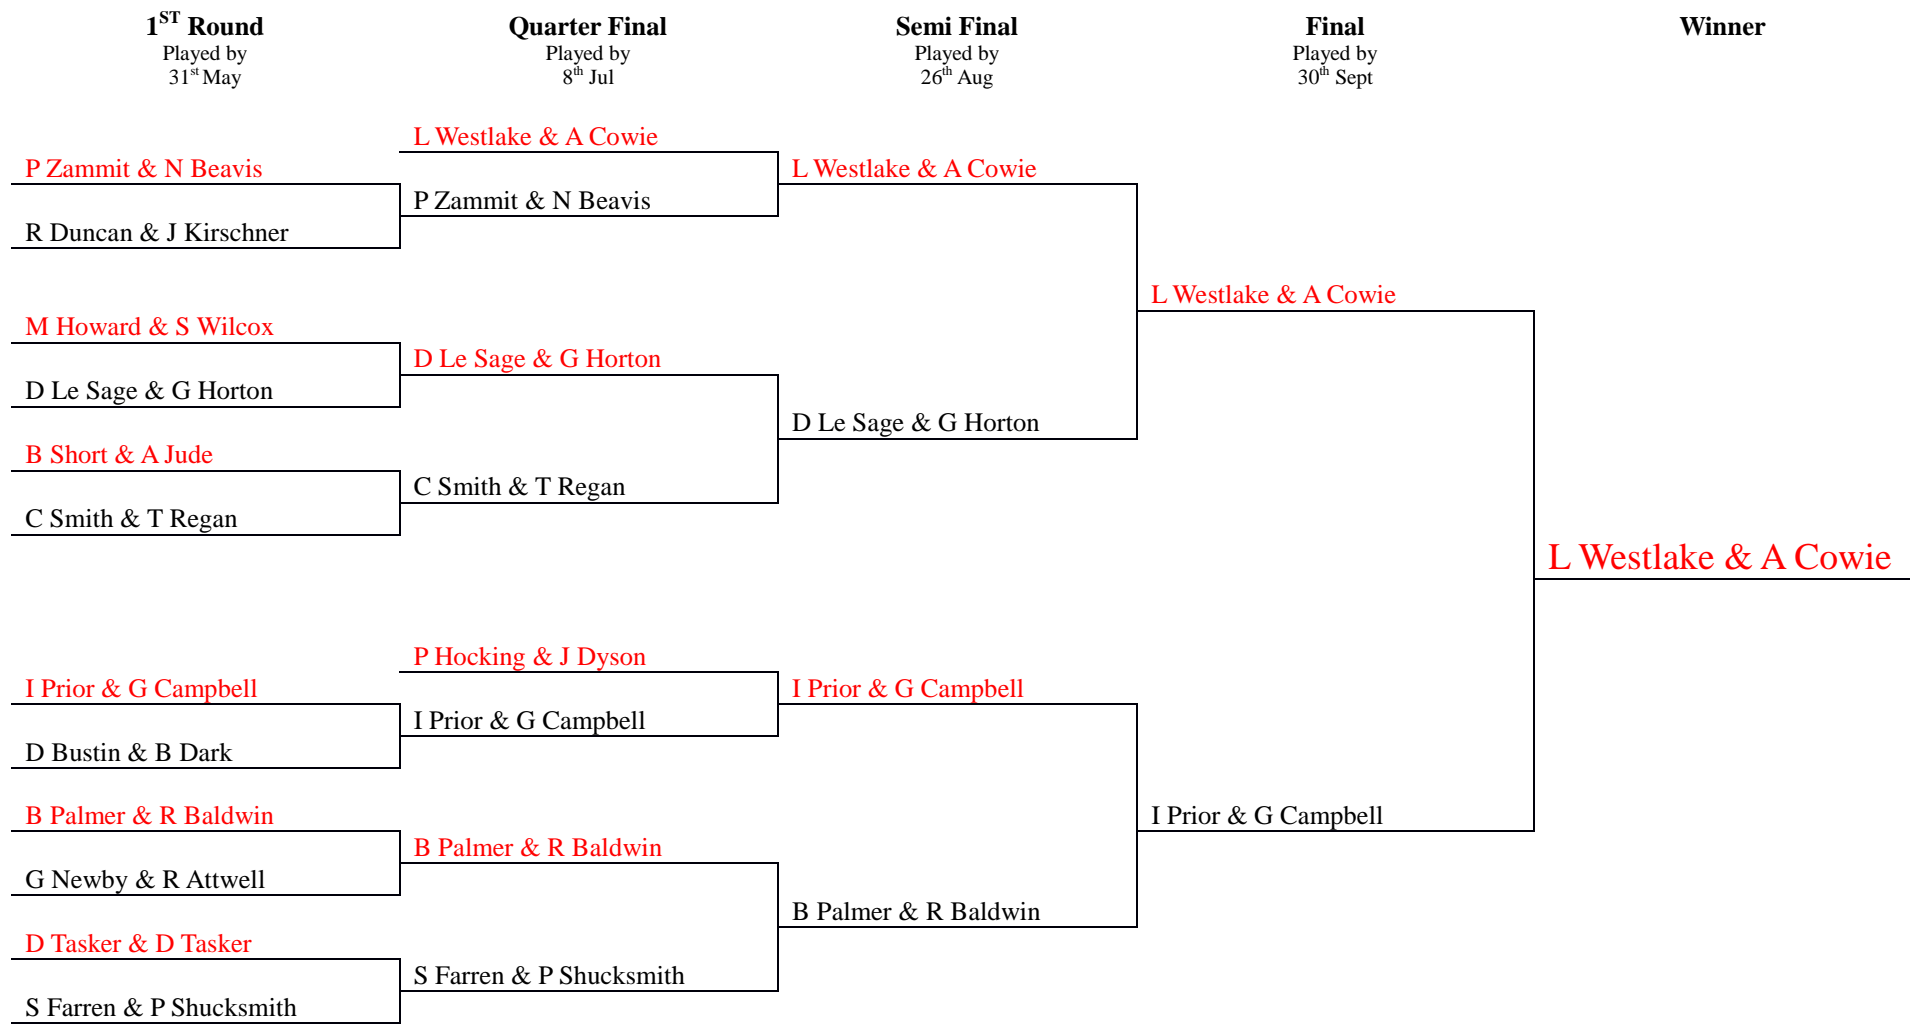 1ST Round
Played by
31st May
Quarter Final
Played by
8th Jul
Semi Final
Played by
26th Aug
Final
Played by
30th Sept
Winner
P Zammit & N Beavis
R Duncan & J Kirschner
M Howard & S Wilcox
D Le Sage & G Horton
B Short & A Jude
C Smith & T Regan
I Prior & G Campbell
D Bustin & B Dark
B Palmer & R Baldwin
G Newby & R Attwell
D Tasker & D Tasker
S Farren & P Shucksmith
L Westlake & A Cowie
P Zammit & N Beavis
D Le Sage & G Horton
C Smith & T Regan
P Hocking & J Dyson
I Prior & G Campbell
B Palmer & R Baldwin
S Farren & P Shucksmith
L Westlake & A Cowie
D Le Sage & G Horton
I Prior & G Campbell
B Palmer & R Baldwin
L Westlake & A Cowie
I Prior & G Campbell
L Westlake & A Cowie